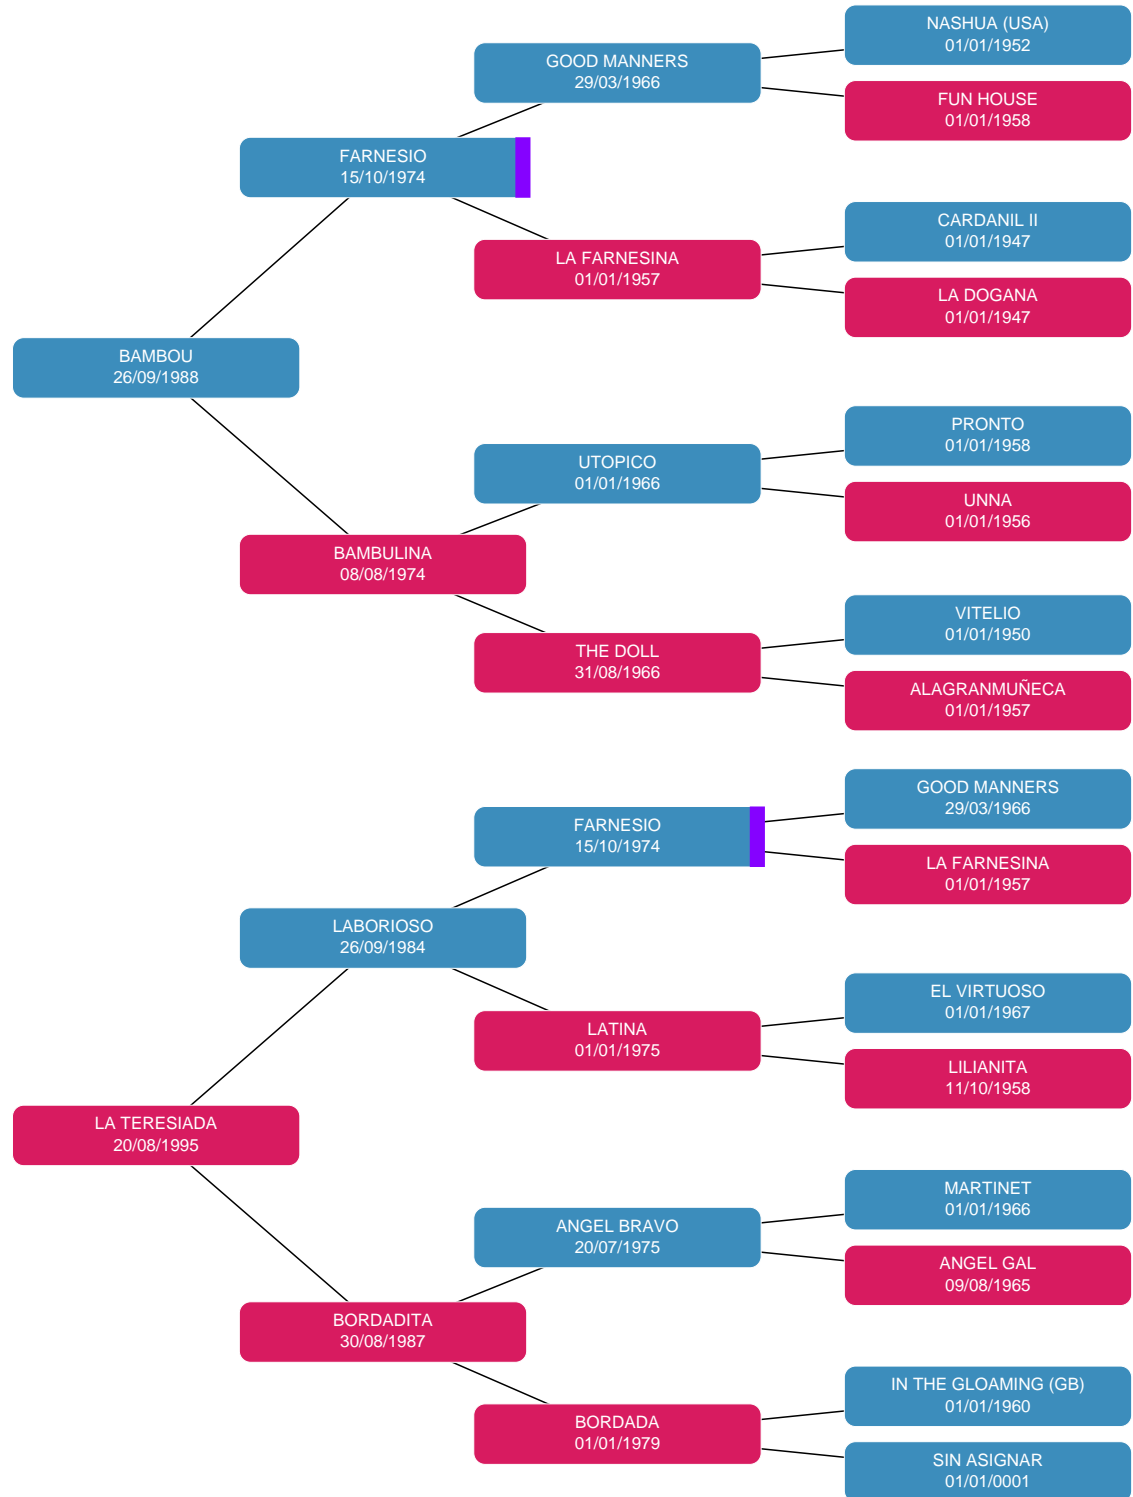 NASHUA (USA)
01/01/1952
GOOD MANNERS
29/03/1966
FUN HOUSE
01/01/1958
FARNESIO
15/10/1974
CARDANIL II
01/01/1947
LA FARNESINA
01/01/1957
LA DOGANA
01/01/1947
BAMBOU
26/09/1988
PRONTO
01/01/1958
UTOPICO
01/01/1966
UNNA
01/01/1956
BAMBULINA
08/08/1974
VITELIO
01/01/1950
THE DOLL
31/08/1966
ALAGRANMUÑECA
01/01/1957
GOOD MANNERS
29/03/1966
FARNESIO
15/10/1974
LA FARNESINA
01/01/1957
LABORIOSO
26/09/1984
EL VIRTUOSO
01/01/1967
LATINA
01/01/1975
LILIANITA
11/10/1958
LA TERESIADA
20/08/1995
MARTINET
01/01/1966
ANGEL BRAVO
20/07/1975
ANGEL GAL
09/08/1965
BORDADITA
30/08/1987
IN THE GLOAMING (GB)
01/01/1960
BORDADA
01/01/1979
SIN ASIGNAR
01/01/0001